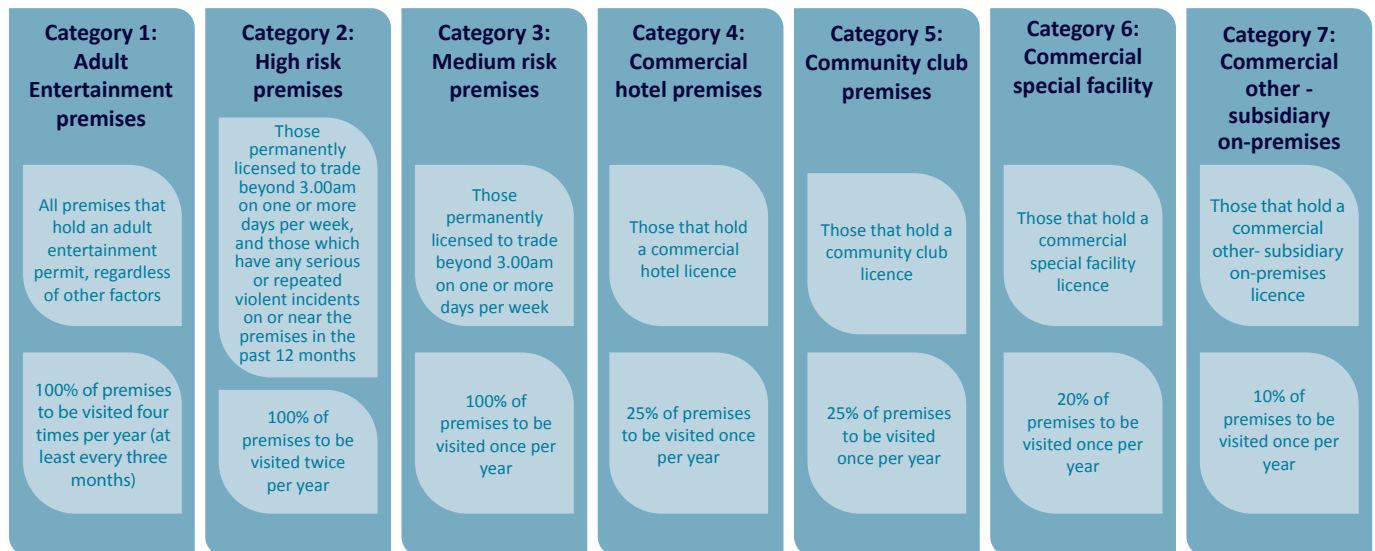 Category 1:
Adult
Entertainment
premises
All premises that
hold an adult
entertainment
permit, regardless
of other factors
100% of premises
to be visited four
times per year (at
least every three
months)
Category 2:
High risk
premises
Those
permanently
licensed to trade
beyond 3.00am
on one or more
days per week,
and those which
have any serious
or repeated
violent incidents
on or near the
premises in the
past 12 months
100% of
premises to be
visited twice
per year
Category 3:
Medium risk
premises
Those
permanently
licensed to trade
beyond 3.00am
on one or more
days per week
100% of
premises to be
visited once per
year
Category 4:
Commercial
hotel premises
Those that hold
a commercial
hotel licence
25% of premises
to be visited once
per year
Category 5:
Community club
premises
Those that hold a
community club
licence
25% of premises
to be visited
once per year
Category 6:
Commercial
special facility
Those that hold a
commercial
special facility
licence
20% of
premises to be
visited once per
year
Category 7:
Commercial
other -
subsidiary
on-premises
Those that hold a
commercial
other- subsidiary
on-premises
licence
10% of
premises to be
visited once per
year